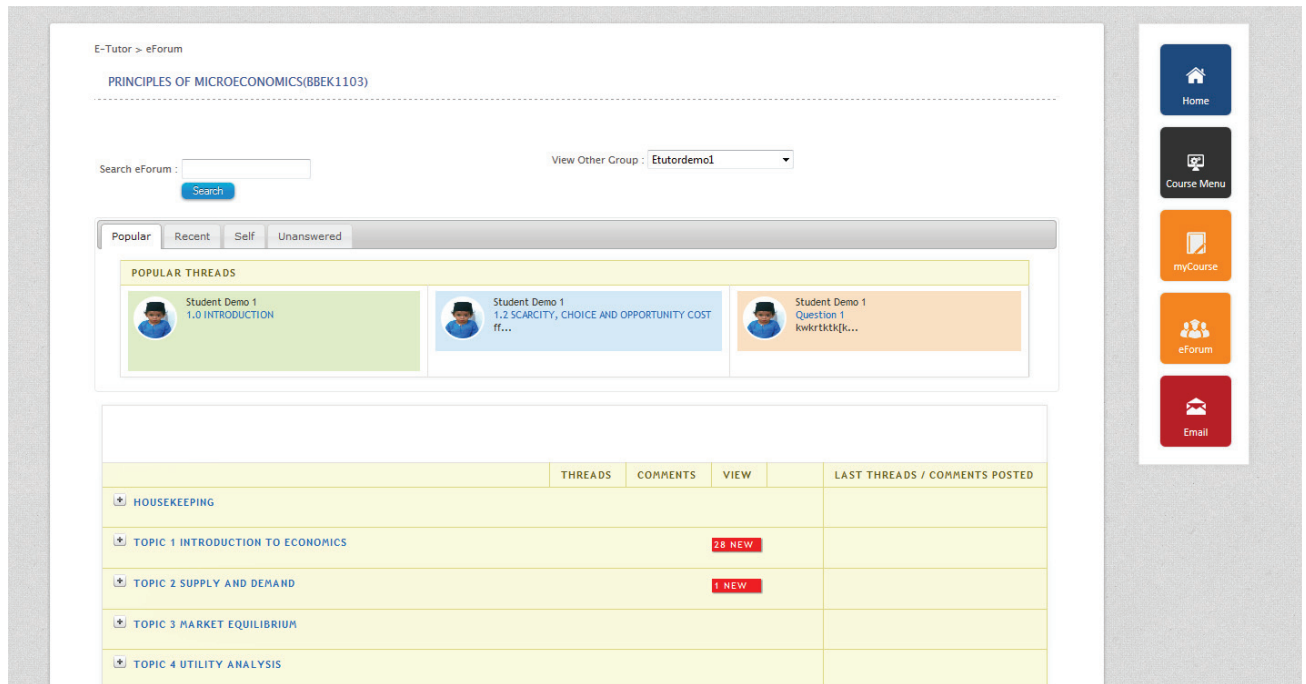 E-Tutor > eForum
PRINCIPLES OF MICROECONOMICS(BBEK1103)
Search eForum :
Search
View Other Group : Etutordemo1
Popular Recent Self Unanswered
POPULAR THREADS
Student Demo 1
1.0 INTRODUCTION
Student Demo 1
1.2 SCARCITY, CHOICE AND OPPORTUNITY COST
ff...
Student Demo 1
Question 1
kwkrtktk[k...
THREADS COMMENTS VIEW LAST THREADS / COMMENTS POSTED
HOUSEKEEPING
TOPIC 1 INTRODUCTION TO ECONOMICS 28 NEW
TOPIC 2 SUPPLY AND DEMAND 1 NEW
TOPIC 3 MARKET EQUILIBRIUM
TOPIC 4 UTILITY ANALYSIS
Home
Course Menu
myCourse
eForum
Email